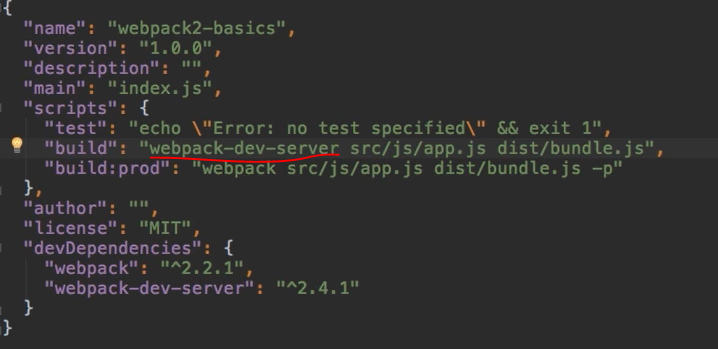 {
"name": "webpack2-basics",
"version": "1.0.0",
"description": "",
"main": "index.js",
"scripts": {
"test": "echo \"Error: no test specified\" && exit 1",
"build": "webpack-dev-server src/js/app.js dist/bundle.js",
"build:prod": "webpack src/js/app.js dist/bundle.js -p"
},
"author": "",
"license": "MIT",
"devDependencies": {
"webpack": "^2.2.1",
"webpack-dev-server": "^2.4.1"
}
}